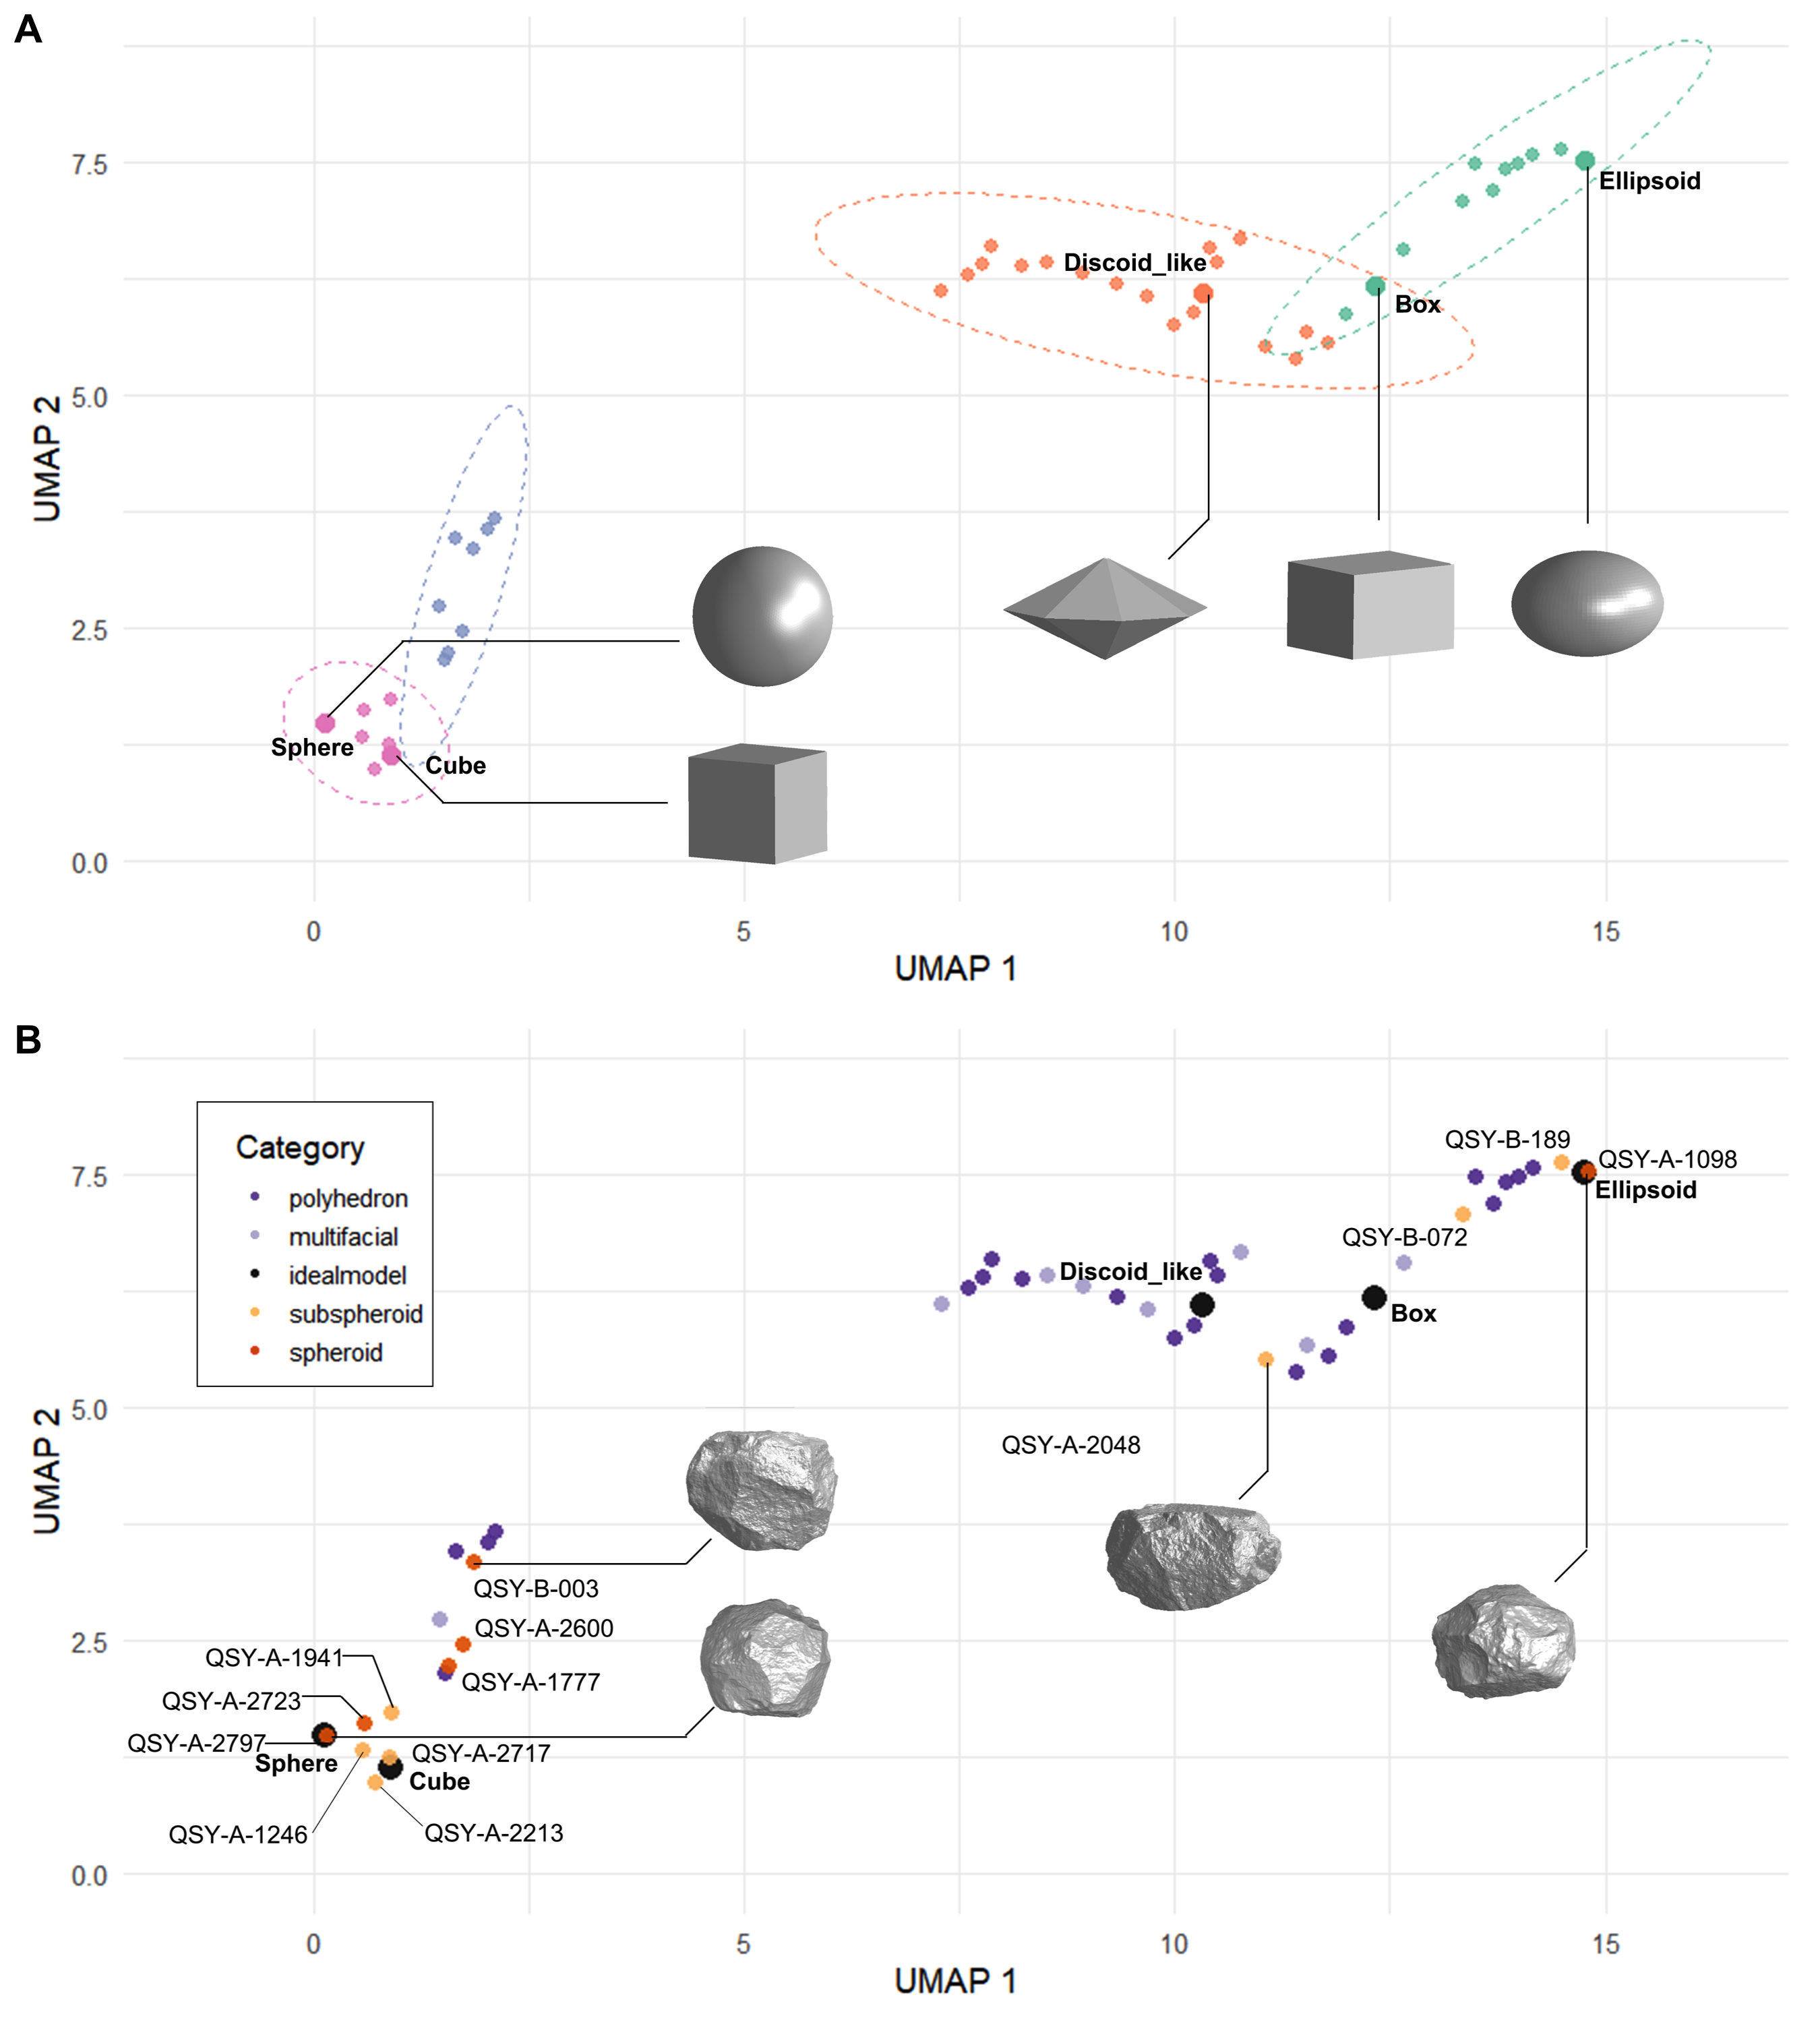 A
7.5
5.0
2.5
0.0
UMAP 2
Ellipsoid
Discoid_like
Box
Sphere
Cube
0
5
10
15
UMAP 1
B
Category
polyhedron
multifacial
idealmodel
subspheroid
spheroid
7.5
5.0
2.5
0.0
UMAP 2
QSY-B-189
QSY-A-1098
Ellipsoid
QSY-B-072
Discoid_like
Box
QSY-A-2048
QSY-B-003
QSY-A-2600
QSY-A-1941
QSY-A-1777
QSY-A-2723
QSY-A-2797
Sphere
QSY-A-2717
Cube
QSY-A-1246
QSY-A-2213
0
5
10
15
UMAP 1